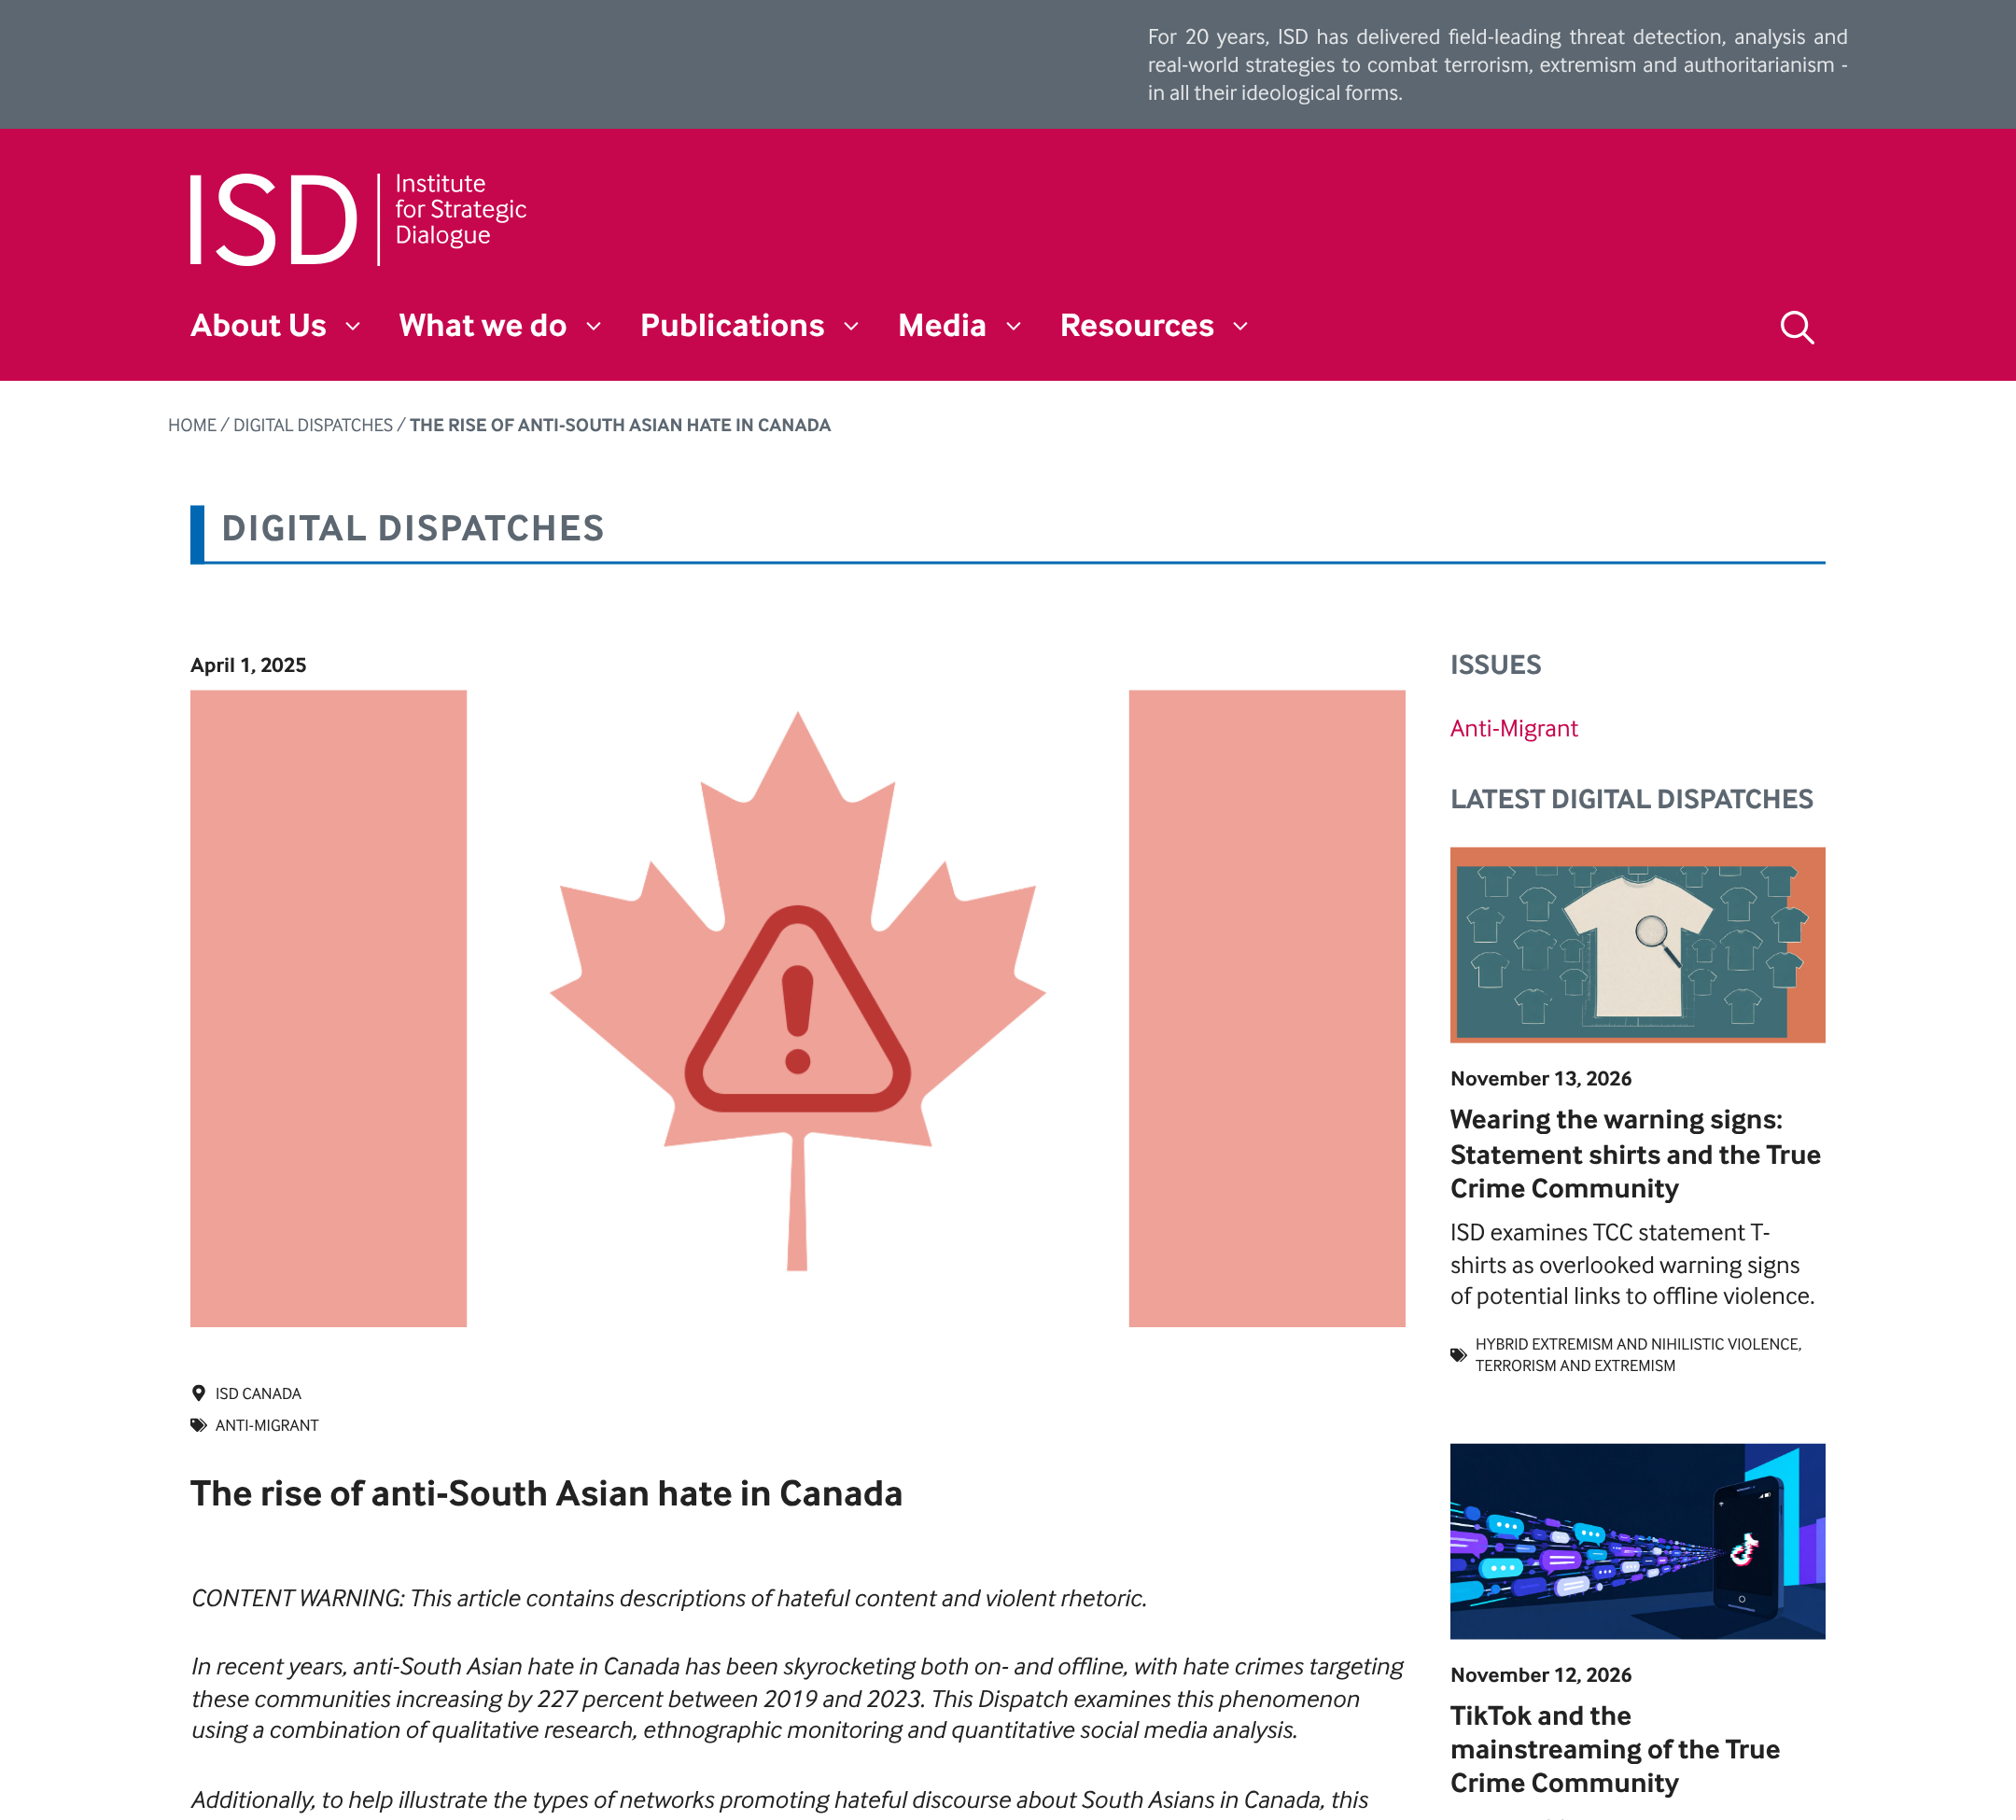 For 20 years, ISD has delivered field-leading threat detection, analysis and
real-world strategies to combat terrorism, extremism and authoritarianism -
in all their ideological forms.
ISD
Institute
for Strategic
Dialogue
About Us What we do Publications Media Resources
HOME / DIGITAL DISPATCHES / THE RISE OF ANTI-SOUTH ASIAN HATE IN CANADA
DIGITAL DISPATCHES
April 1, 2025
ISD CANADA
ANTI-MIGRANT
The rise of anti-South Asian hate in Canada
CONTENT WARNING: This article contains descriptions of hateful content and violent rhetoric.
In recent years, anti-South Asian hate in Canada has been skyrocketing both on- and offline, with hate crimes targeting
these communities increasing by 227 percent between 2019 and 2023. This Dispatch examines this phenomenon
using a combination of qualitative research, ethnographic monitoring and quantitative social media analysis.
Additionally, to help illustrate the types of networks promoting hateful discourse about South Asians in Canada, this
ISSUES
Anti-Migrant
LATEST DIGITAL DISPATCHES
November 13, 2026
Wearing the warning signs:
Statement shirts and the True
Crime Community
ISD examines TCC statement T-
shirts as overlooked warning signs
of potential links to offline violence.
HYBRID EXTREMISM AND NIHILISTIC VIOLENCE,
TERRORISM AND EXTREMISM
November 12, 2026
TikTok and the
mainstreaming of the True
Crime Community